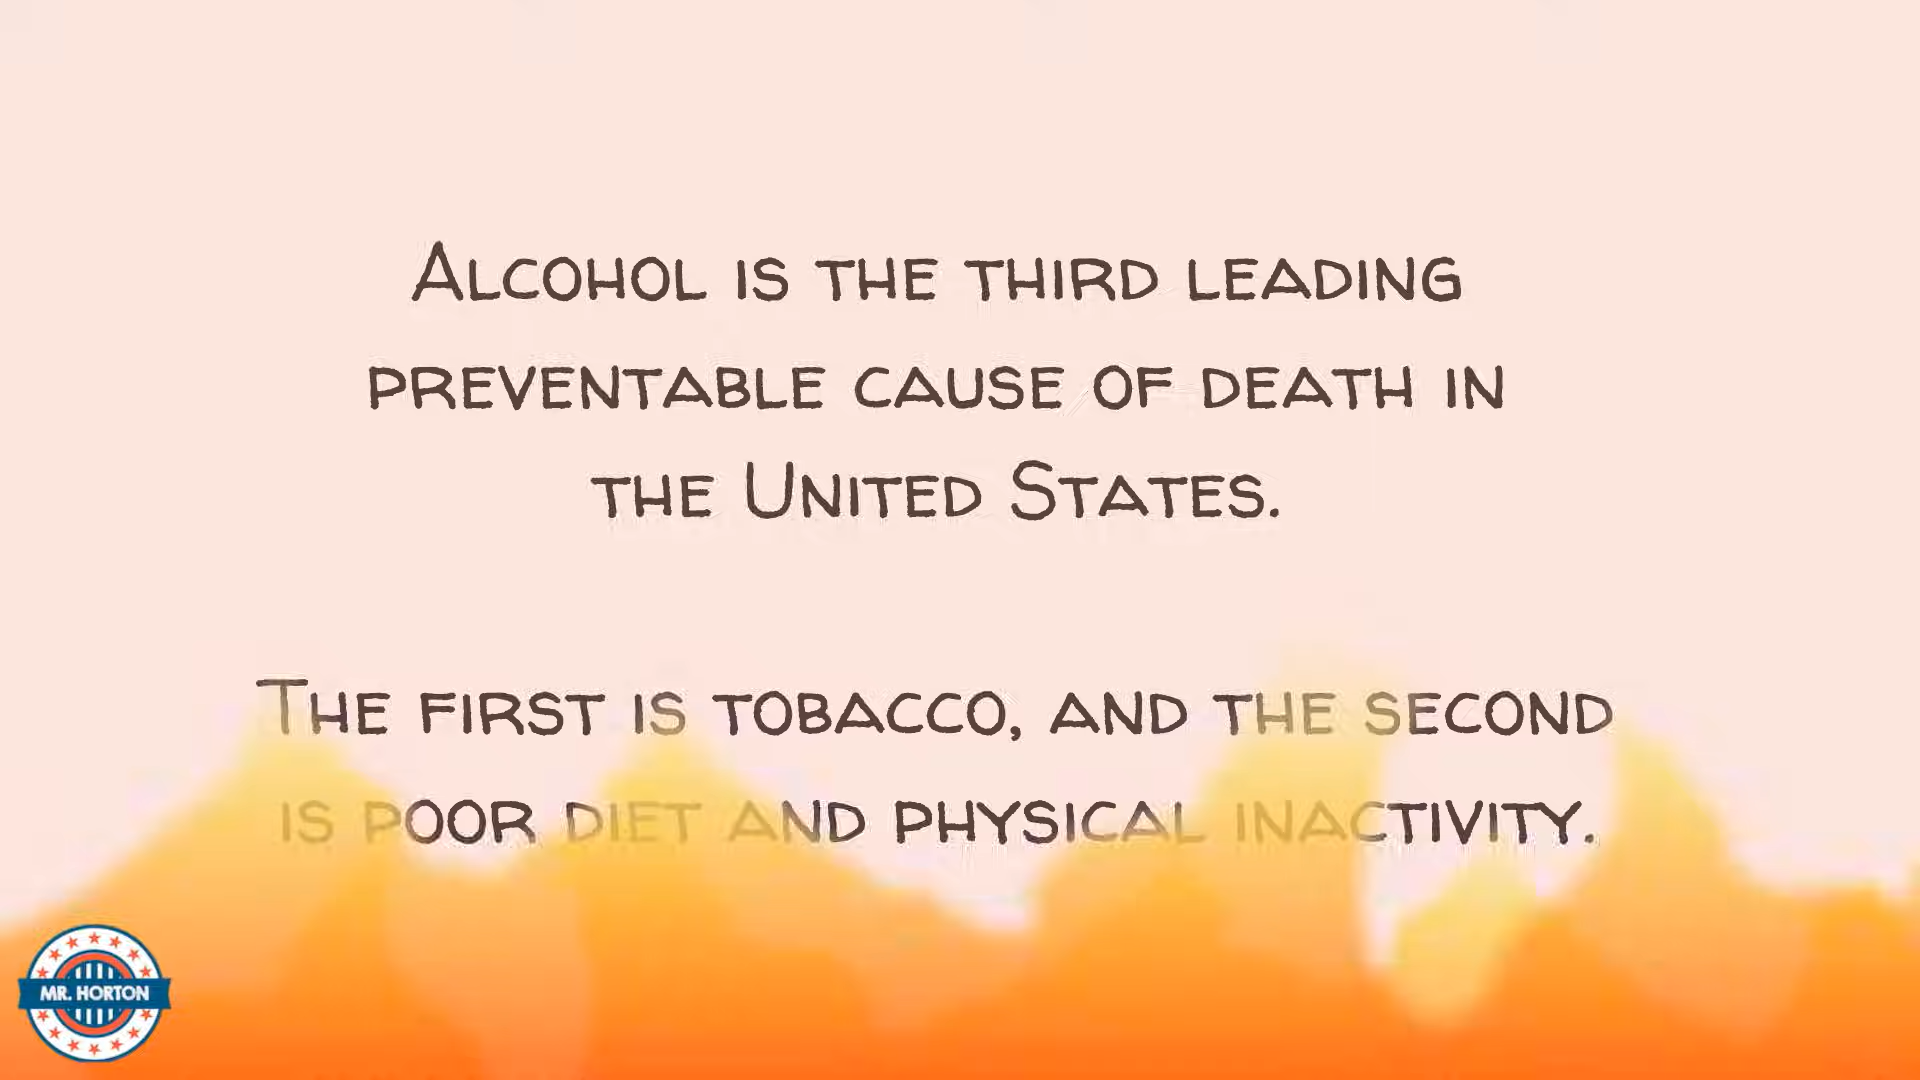 Alcohol is the third leading
preventable cause of death in
the United States.
The first is tobacco, and the second
is poor diet and physical inactivity.
MR. HORTON